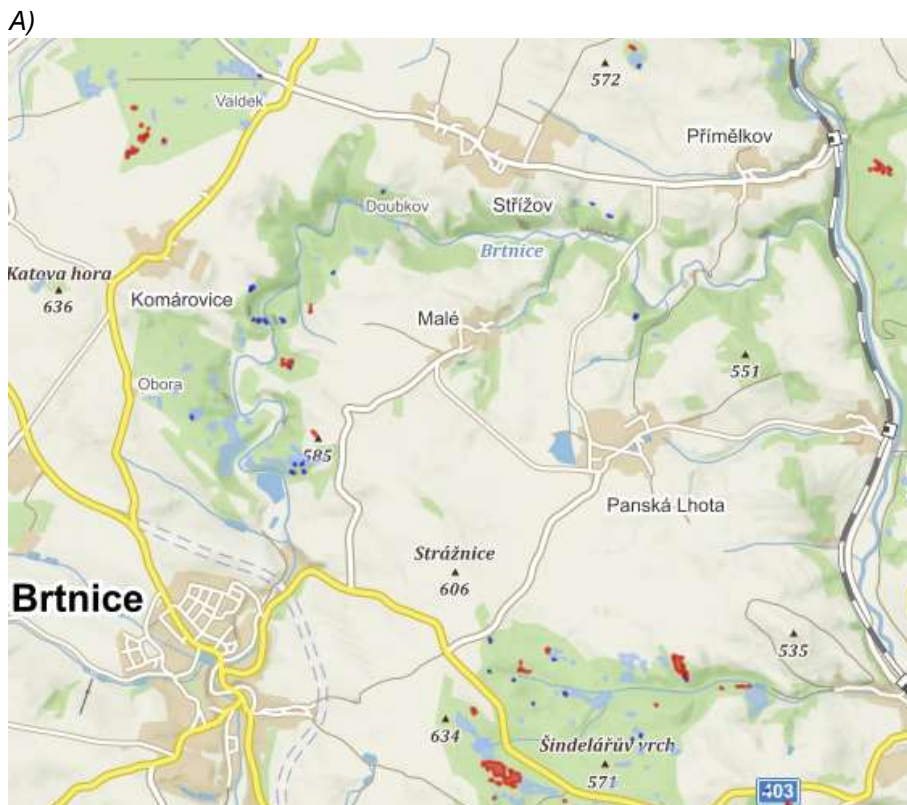 A)
572
Valdek
Přímělkov
Doubkov
Střížov
Brtnice
Katova hora
636
Komárovice
Malé
551
Obora
585
Panská Lhota
Strážnice
606
Brtnice
535
634
Šindelářův vrch
571
403